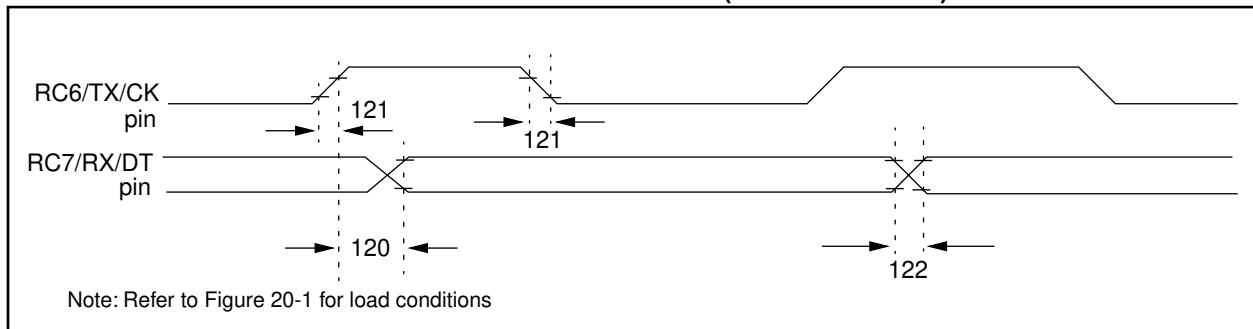 RC6/TX/CK
pin
121
121
RC7/RX/DT
pin
120
122
Note: Refer to Figure 20-1 for load conditions